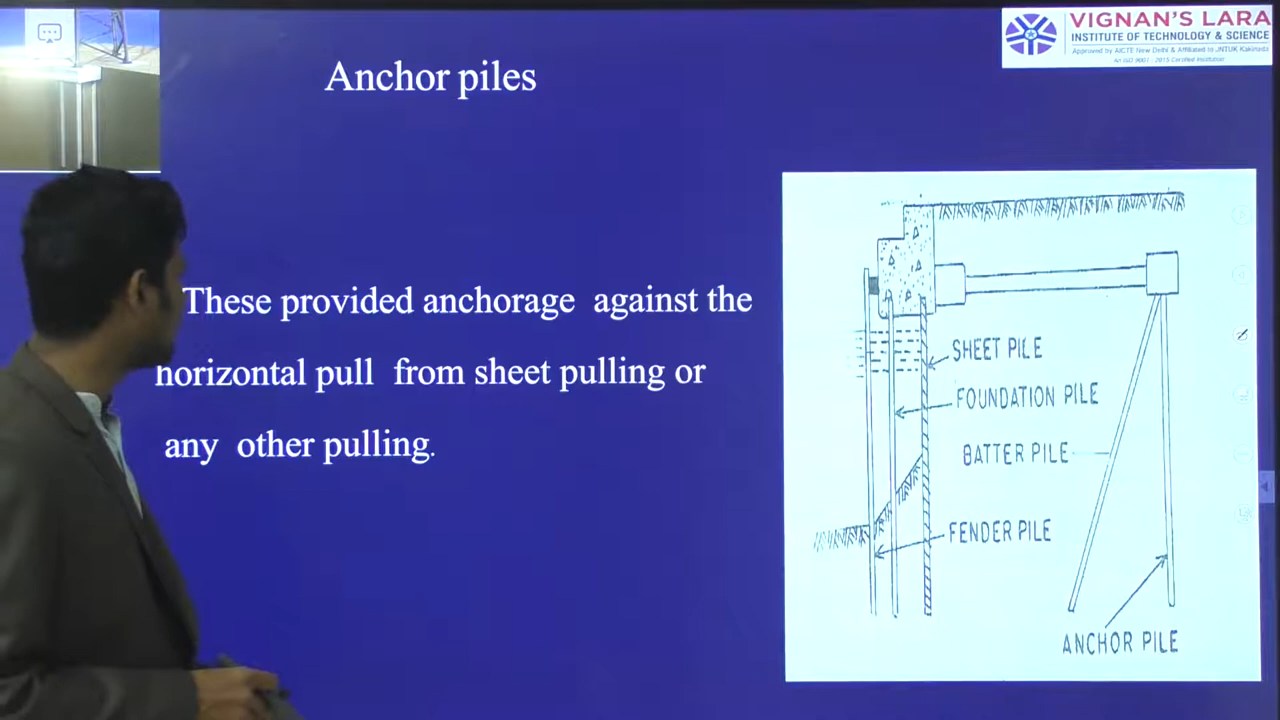 VIGNAN'S LARA
INSTITUTE OF TECHNOLOGY & SCIENCE
Approved by AICTE New Delhi & Affiliated to JNTUK Kakinada
An ISO 9001 : 2015 Certified Institution
Anchor piles
These provided anchorage against the
horizontal pull from sheet pulling or
any other pulling.
SHEET PILE
FOUNDATION PILE
BATTER PILE
FENDER PILE
ANCHOR PILE